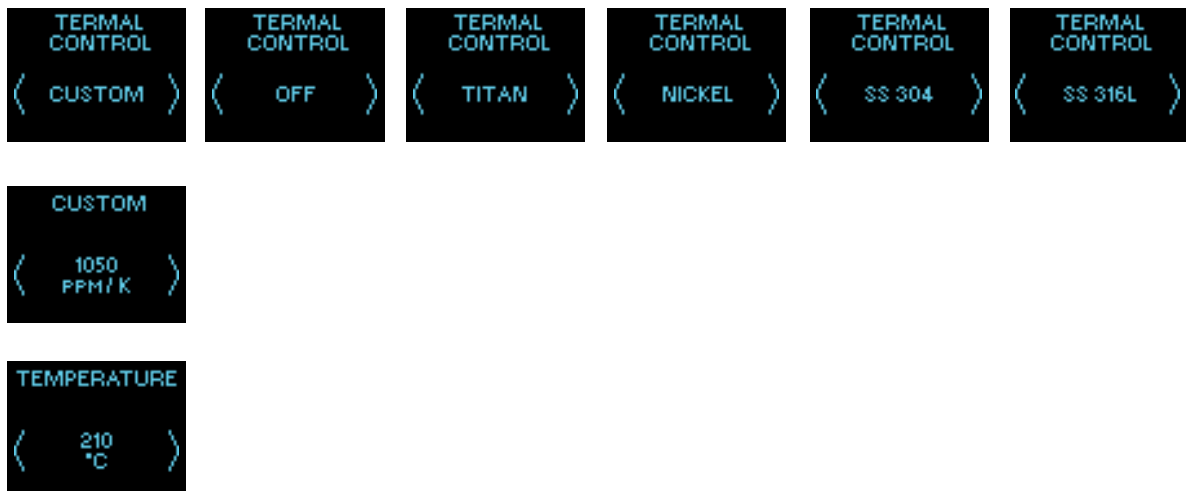 TERMAL
CONTROL
〈 CUSTOM 〉
TERMAL
CONTROL
〈 OFF 〉
TERMAL
CONTROL
〈 TITAN 〉
TERMAL
CONTROL
〈 NICKEL 〉
TERMAL
CONTROL
〈 SS 304 〉
TERMAL
CONTROL
〈 SS 316L 〉
CUSTOM
〈 1050 〉
PPM/K
TEMPERATURE
〈 210 〉
°C